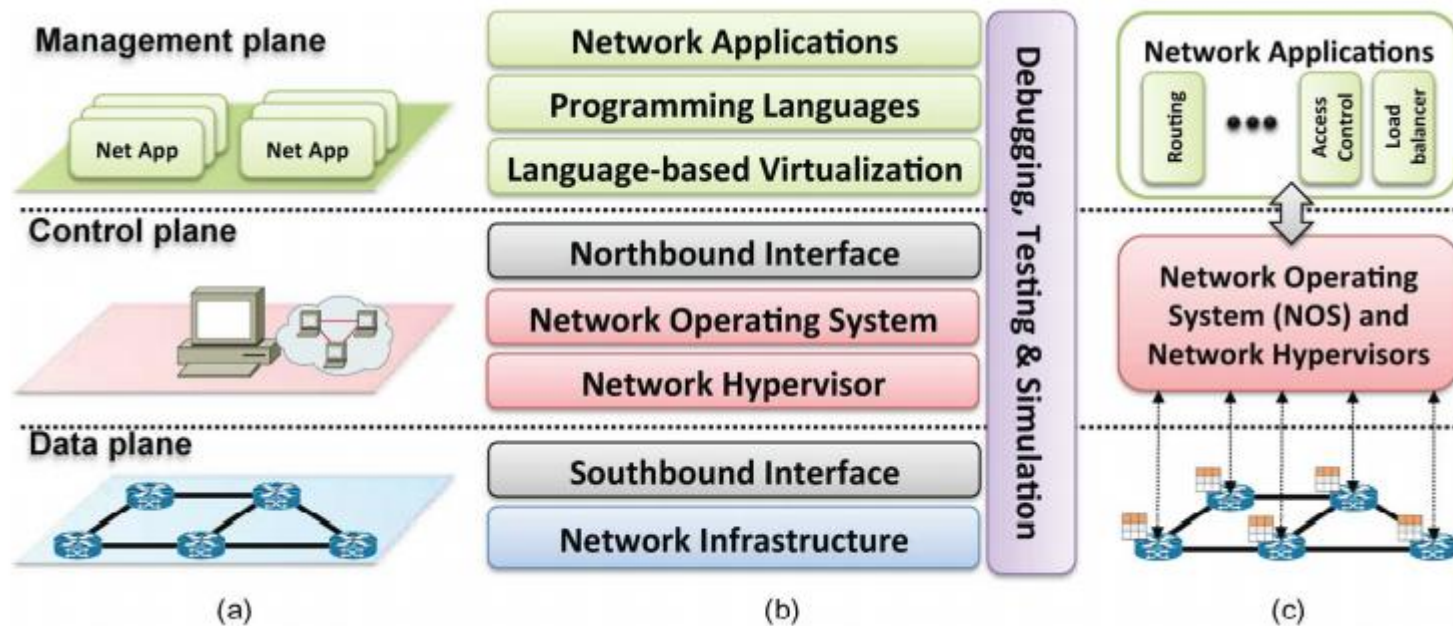 Management plane
Net App
Net App
Control plane
Data plane
(a)
Network Applications
Programming Languages
Language-based Virtualization
Northbound Interface
Network Operating System
Network Hypervisor
Southbound Interface
Network Infrastructure
Debugging, Testing & Simulation
(b)
Network Applications
Routing
Access
Control
Load
balancer
Network Operating
System (NOS) and
Network Hypervisors
(c)